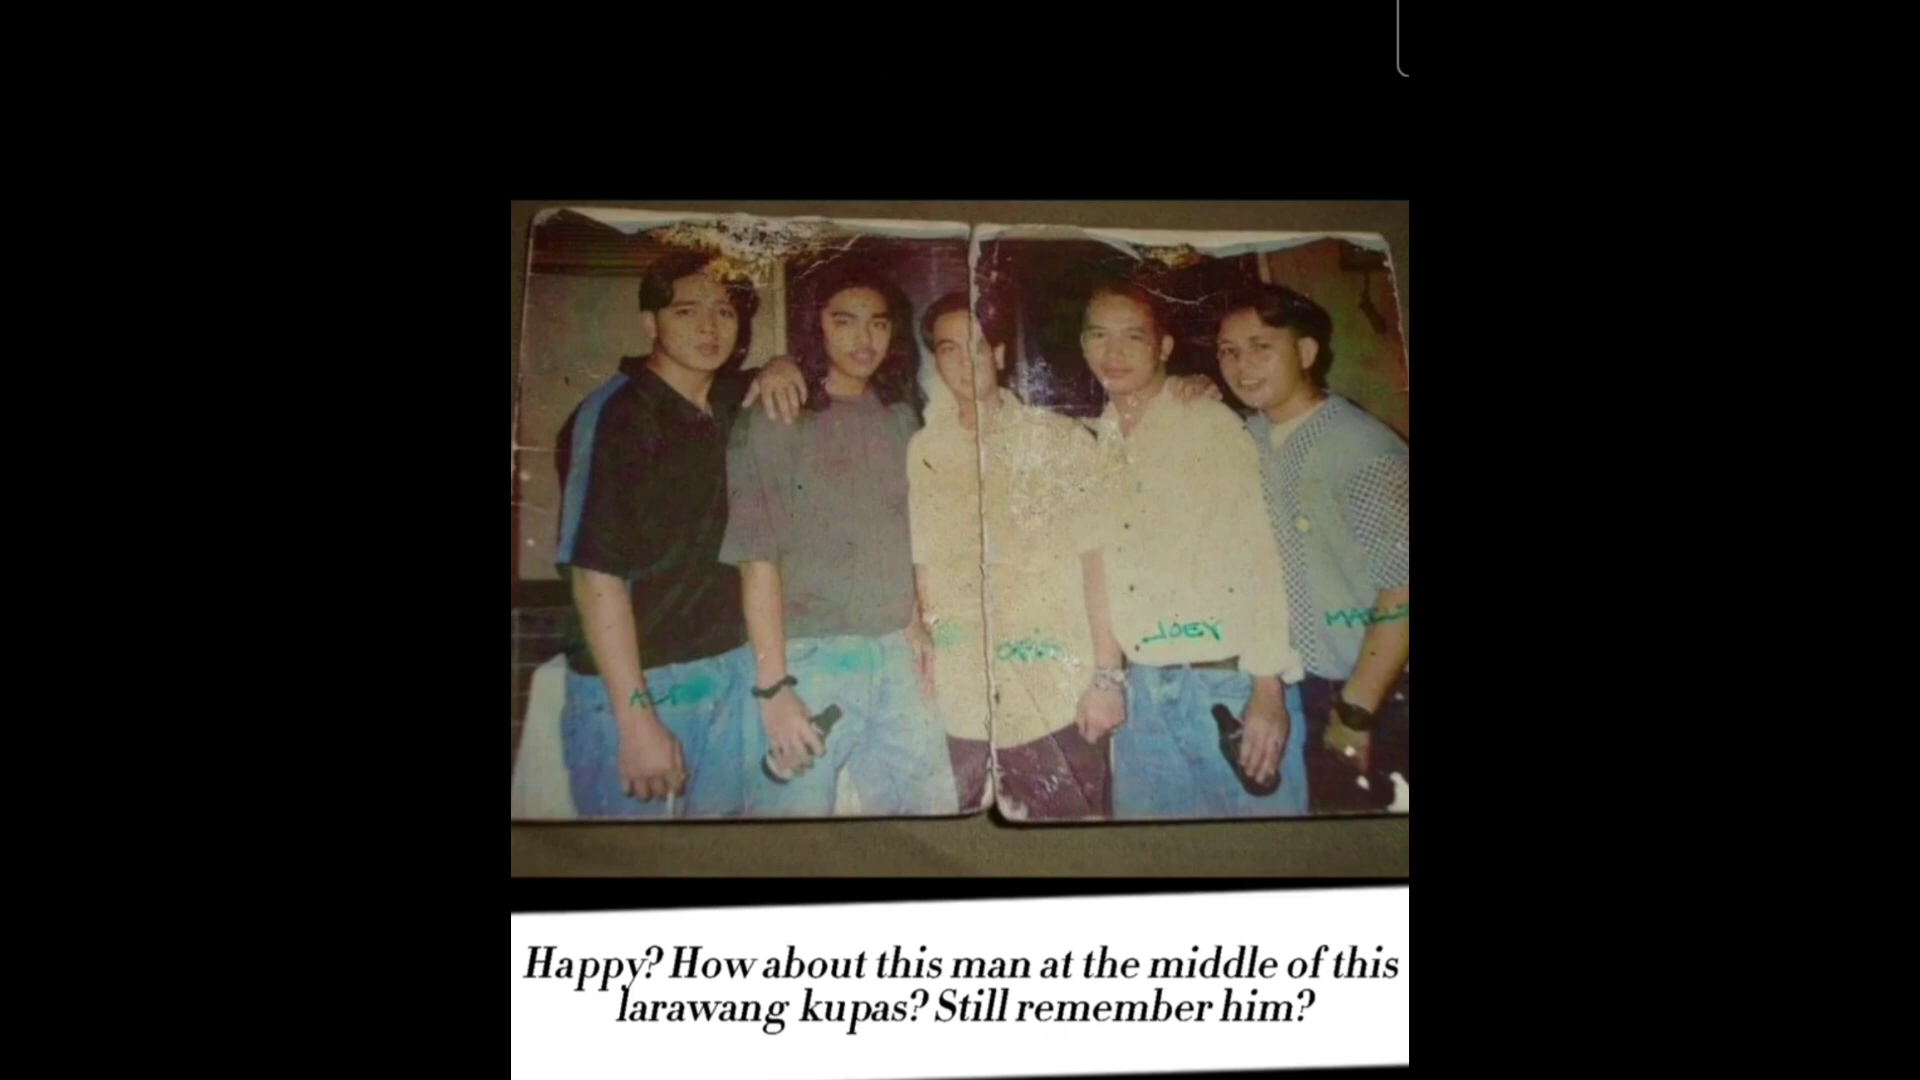 JOEY
Happy? How about this man at the middle of this
larawang kupas? Still remember him?